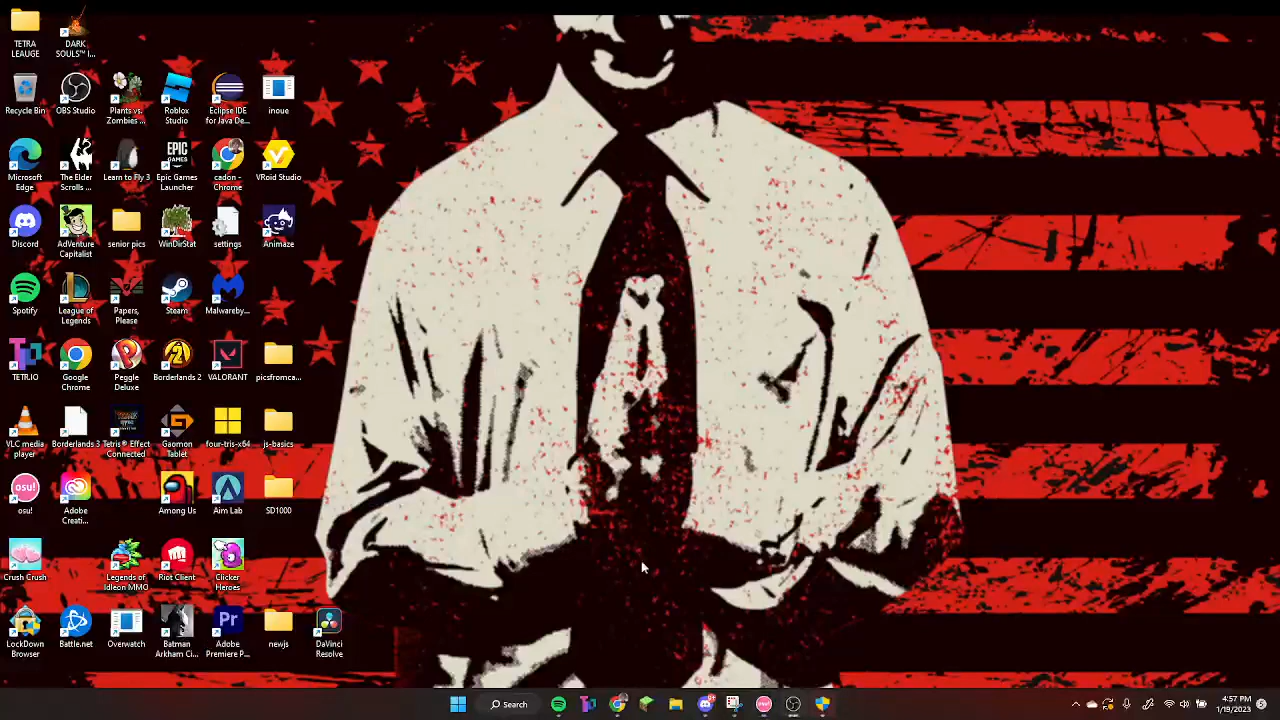 TETRA
LEAUGE
DARK
SOULS™ I...
Recycle Bin
OBS Studio
Plants vs.
Zombies ...
Roblox
Studio
Eclipse IDE
for Java De...
inoue
Microsoft
Edge
The Elder
Scrolls ...
Learn to Fly 3
EPIC
GAMES
Epic Games
Launcher
cadon -
Chrome
VRoid Studio
Discord
AdVenture
Capitalist
senior pics
WinDirStat
settings
Animaze
Spotify
League of
Legends
Papers,
Please
Steam
Malwareby...
TETR.IO
Google
Chrome
Peggle
Deluxe
Borderlands 2
VALORANT
picsfromca...
VLC media
player
Borderlands 3
Tetris® Effect
Connected
Gaomon
Tablet
four-tris-x64
js-basics
osu!
osu!
Adobe
Creati...
Among Us
Aim Lab
SD1000
Crush Crush
Legends of
Idleon MMO
Riot Client
Clicker
Heroes
LockDown
Browser
Battle.net
Overwatch
Batman
Arkham Ci...
Pr
Adobe
Premiere P...
newjs
DaVinci
Resolve
Search
osu!
4:57 PM
1/19/2023